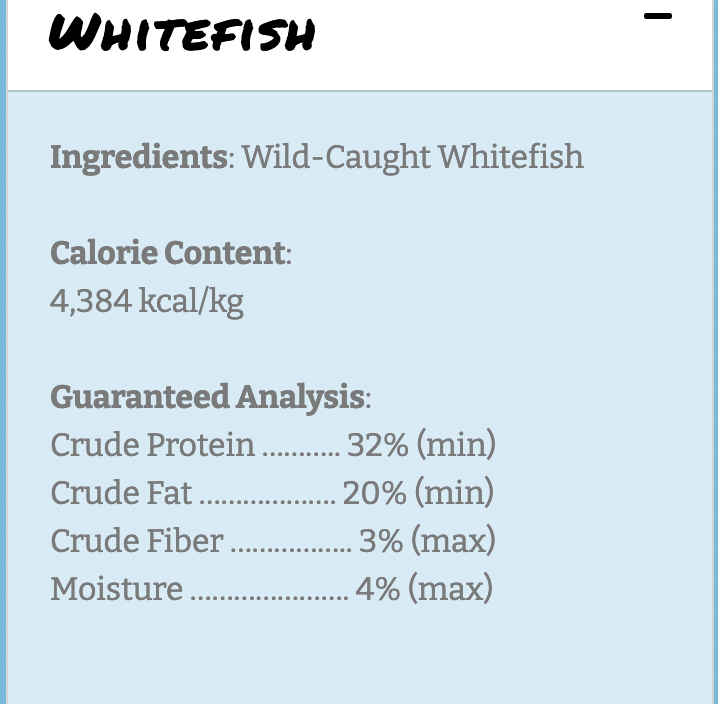 WHITEFISH
Ingredients: Wild-Caught Whitefish
Calorie Content:
4,384 kcal/kg
Guaranteed Analysis:
Crude Protein ........... 32% (min)
Crude Fat ................... 20% (min)
Crude Fiber ................. 3% (max)
Moisture ...................... 4% (max)